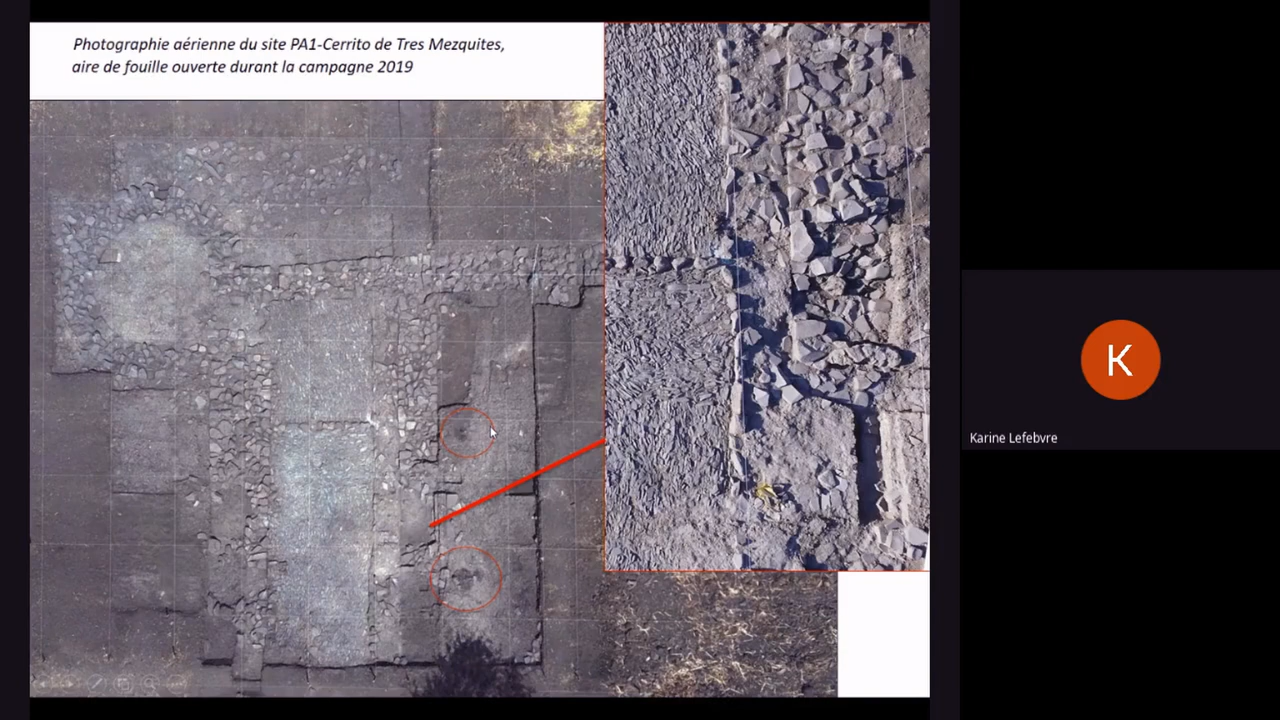 Photographie aérienne du site PA1-Cerrito de Tres Mezquites,
aire de fouille ouverte durant la campagne 2019
K
Karine Lefebvre